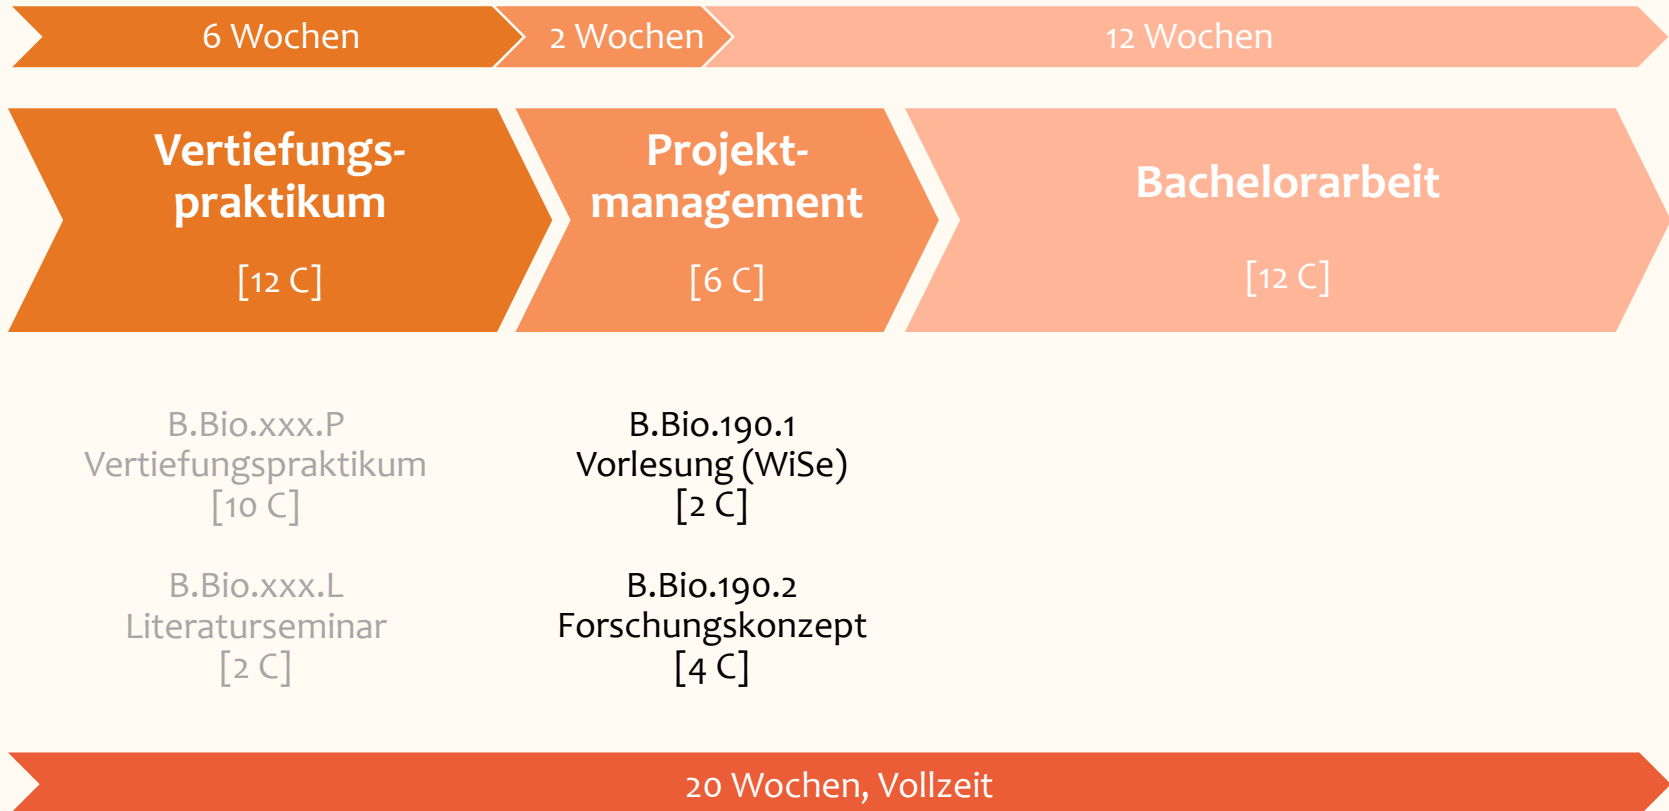 6 Wochen
2 Wochen
12 Wochen
Vertiefungs-
praktikum
[12 C]
Projekt-
management
[6 C]
Bachelorarbeit
[12 C]
B.Bio.xxx.P
Vertiefungspraktikum
[10 C]
B.Bio.xxx.L
Literaturseminar
[2 C]
B.Bio.190.1
Vorlesung (WiSe)
[2 C]
B.Bio.190.2
Forschungskonzept
[4 C]
20 Wochen, Vollzeit